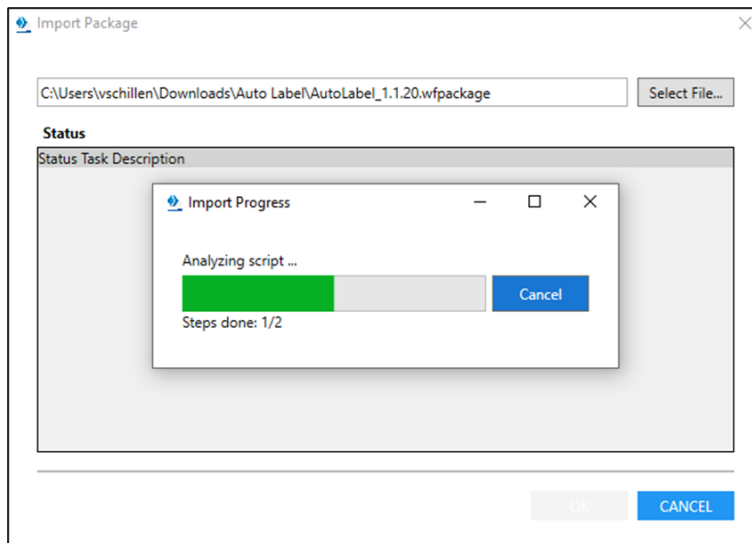 Import Package
C:\Users\vschillen\Downloads\Auto Label\AutoLabel_1.1.20.wfpackage
Select File...
Status
Status Task Description
Import Progress
Analyzing script ...
Cancel
Steps done: 1/2
OK
CANCEL